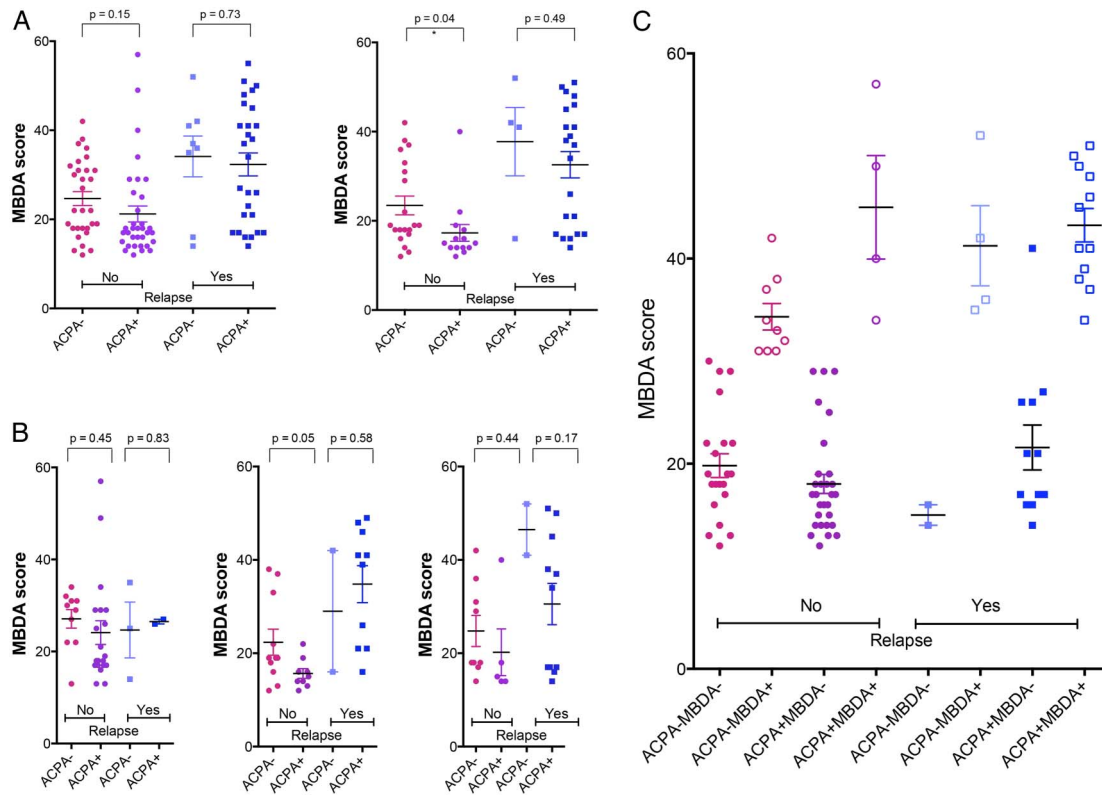 A
p = 0.15
p = 0.73
MBDA score
60
40
20
0
No
Yes
Relapse
ACPA-
ACPA+
ACPA-
ACPA+
p = 0.04
*
p = 0.49
MBDA score
60
40
20
0
No
Yes
Relapse
ACPA-
ACPA+
ACPA-
ACPA+
B
p = 0.45
p = 0.83
MBDA score
60
40
20
0
No
Yes
Relapse
ACPA-
ACPA+
ACPA-
ACPA+
p = 0.05
p = 0.58
MBDA score
60
40
20
0
No
Yes
Relapse
ACPA-
ACPA+
ACPA-
ACPA+
p = 0.44
p = 0.17
MBDA score
60
40
20
0
No
Yes
Relapse
ACPA-
ACPA+
ACPA-
ACPA+
C
MBDA score
60
40
20
0
No
Yes
Relapse
ACPA-MBDA-
ACPA-MBDA+
ACPA+MBDA-
ACPA+MBDA+
ACPA-MBDA-
ACPA-MBDA+
ACPA+MBDA-
ACPA+MBDA+